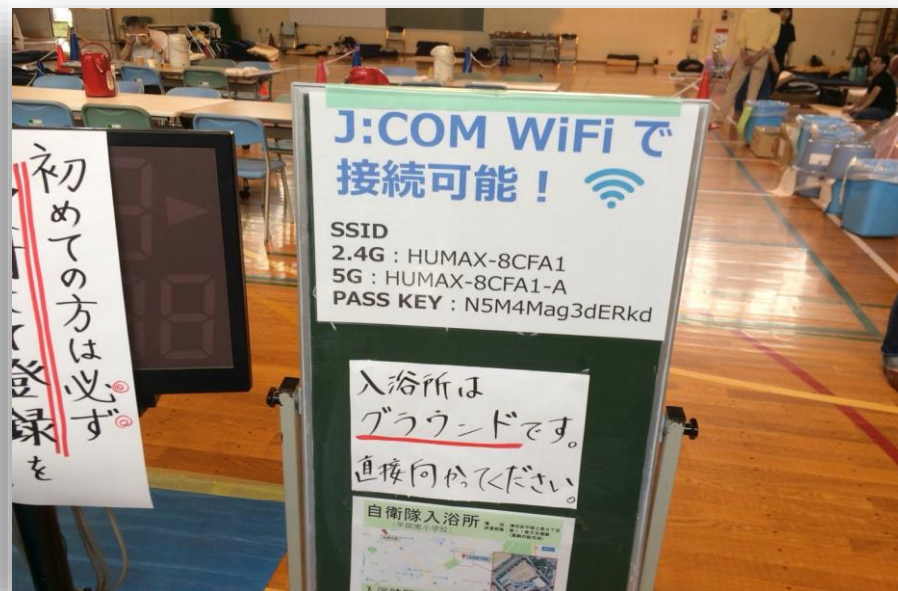 J:COM WiFi で
接続可能！
SSID
2.4G：HUMAX-8CFA1
5G：HUMAX-8CFA1-A
PASS KEY：N5M4Mag3dERkd
入浴所は
グラウンドです。
直接向かってください。
自衛隊入浴所
初めての方は必ず
登録を